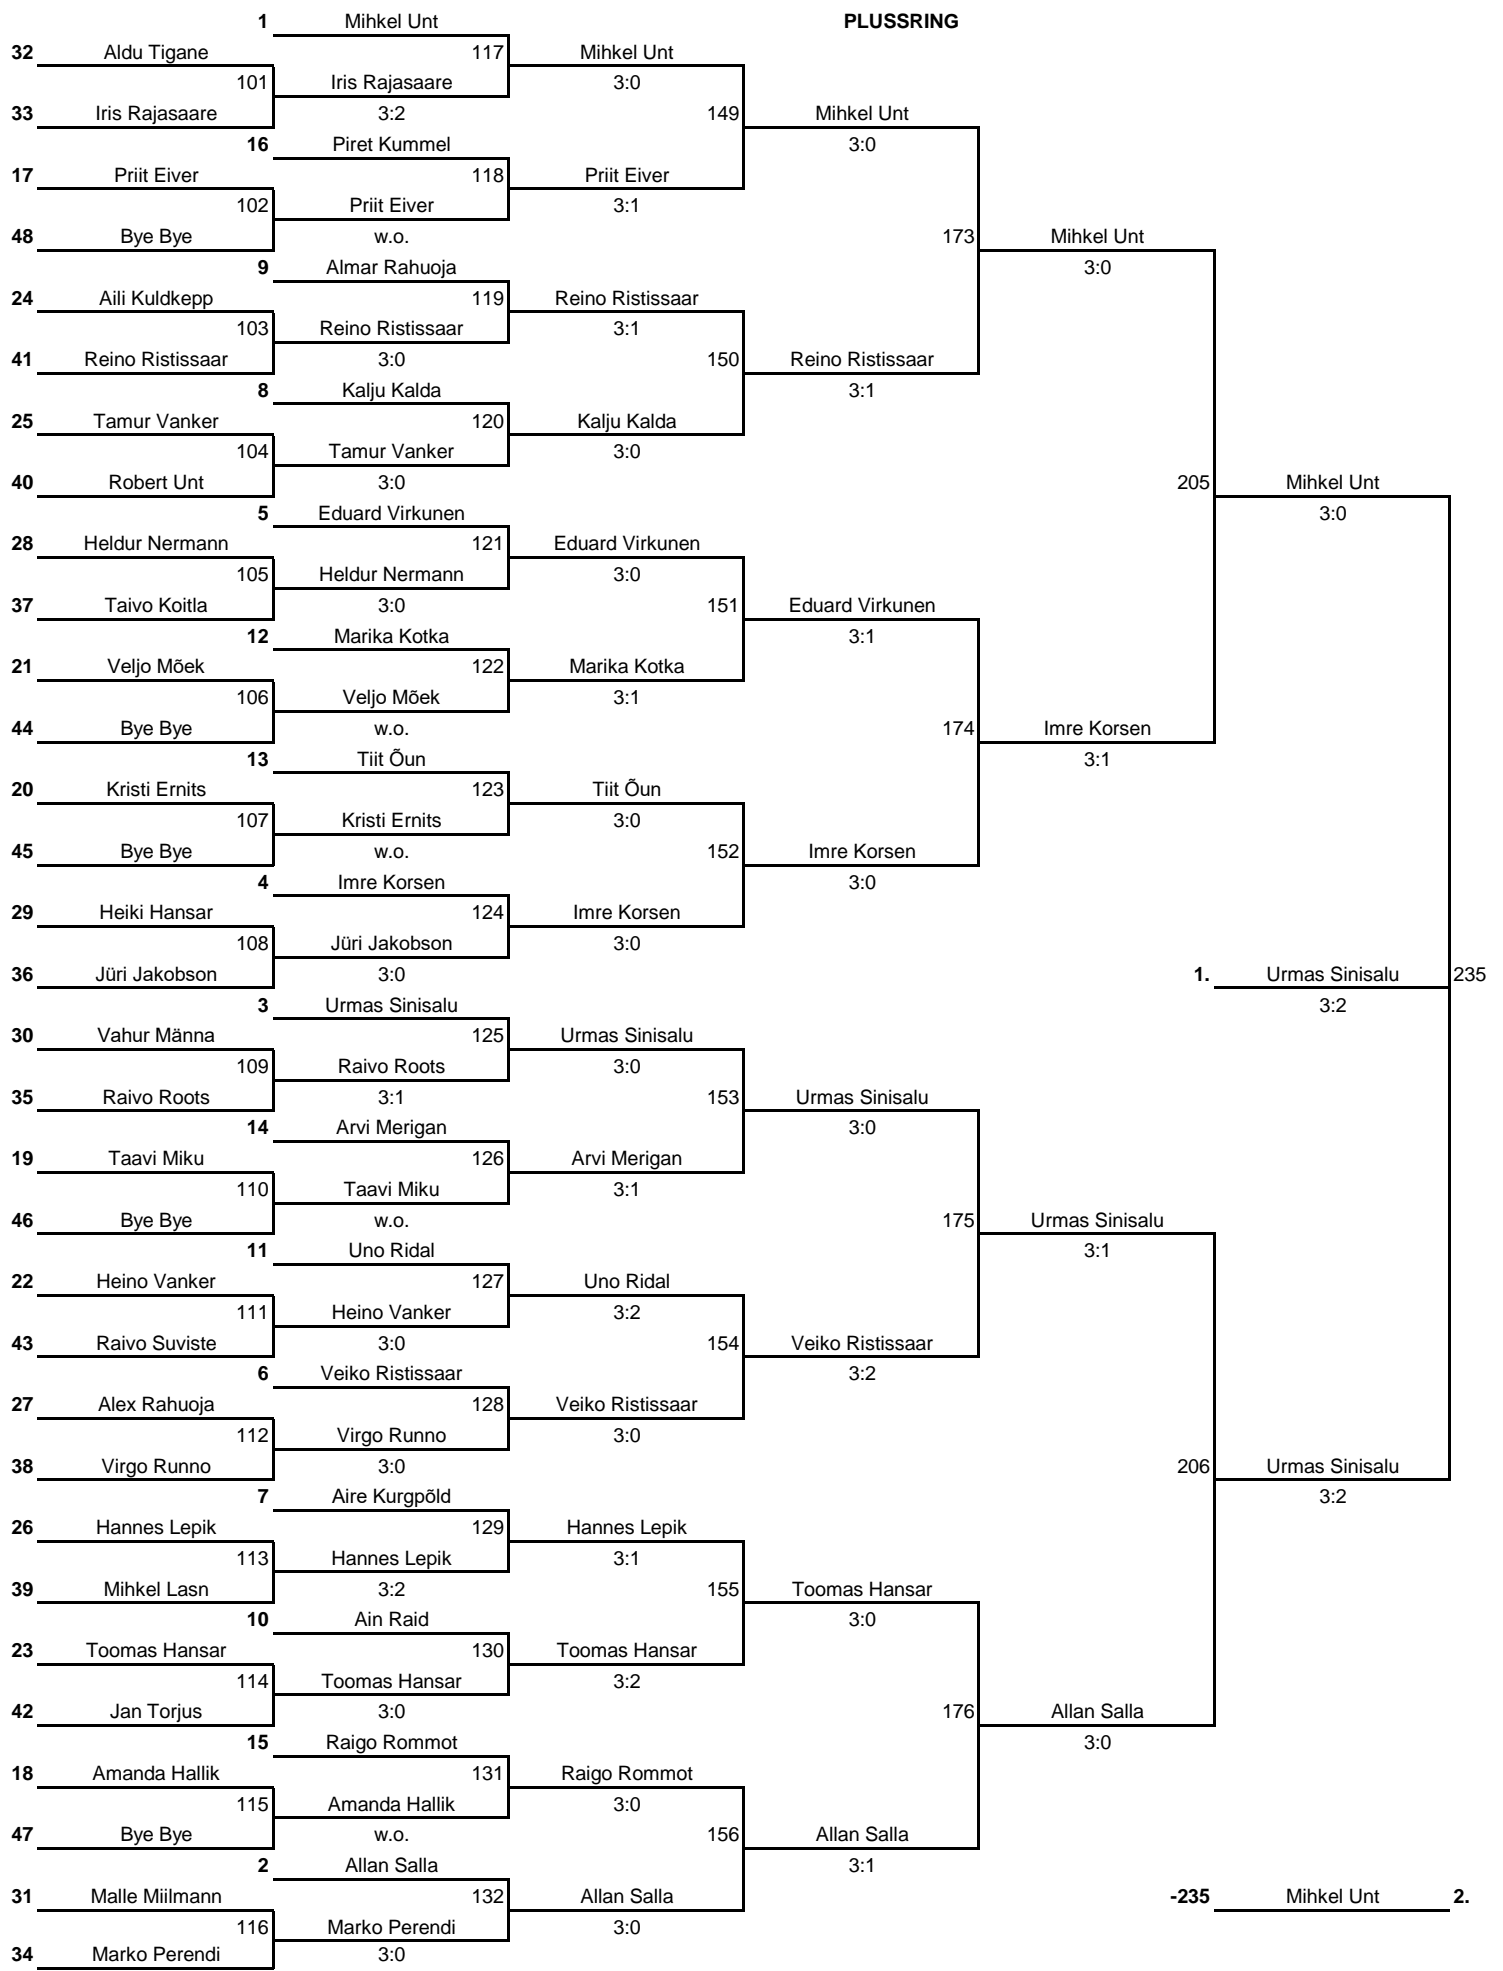 1 Mihkel Unt PLUSSRING
32 Aldu Tigane 117 Mihkel Unt
101 Iris Rajasaare 3:0
33 Iris Rajasaare 3:2 149 Mihkel Unt
16 Piret Kummel 3:0
17 Priit Eiver 118 Priit Eiver
102 Priit Eiver 3:1
48 Bye Bye w.o. 173 Mihkel Unt
9 Almar Rahuoja 3:0
24 Aili Kuldkepp 119 Reino Ristissaar
103 Reino Ristissaar 3:1
41 Reino Ristissaar 3:0 150 Reino Ristissaar
8 Kalju Kalda 3:1
25 Tamur Vanker 120 Kalju Kalda
104 Tamur Vanker 3:0
40 Robert Unt 3:0 205 Mihkel Unt
5 Eduard Virkunen 3:0
28 Heldur Nermann 121 Eduard Virkunen
105 Heldur Nermann 3:0
37 Taivo Koitla 3:0 151 Eduard Virkunen
12 Marika Kotka 3:1
21 Veljo Mõek 122 Marika Kotka
106 Veljo Mõek 3:1
44 Bye Bye w.o. 174 Imre Korsen
13 Tiit Õun 3:1
20 Kristi Ernits 123 Tiit Õun
107 Kristi Ernits 3:0
45 Bye Bye w.o. 152 Imre Korsen
4 Imre Korsen 3:0
29 Heiki Hansar 124 Imre Korsen
108 Jüri Jakobson 3:0
36 Jüri Jakobson 3:0 1. Urmas Sinisalu 235
3 Urmas Sinisalu 3:2
30 Vahur Männa 125 Urmas Sinisalu
109 Raivo Roots 3:0
35 Raivo Roots 3:1 153 Urmas Sinisalu
14 Arvi Merigan 3:0
19 Taavi Miku 126 Arvi Merigan
110 Taavi Miku 3:1
46 Bye Bye w.o. 175 Urmas Sinisalu
11 Uno Ridal 3:1
22 Heino Vanker 127 Uno Ridal
111 Heino Vanker 3:2
43 Raivo Suviste 3:0 154 Veiko Ristissaar
6 Veiko Ristissaar 3:2
27 Alex Rahuoja 128 Veiko Ristissaar
112 Virgo Runno 3:0
38 Virgo Runno 3:0 206 Urmas Sinisalu
7 Aire Kurgpõld 3:2
26 Hannes Lepik 129 Hannes Lepik
113 Hannes Lepik 3:1
39 Mihkel Lasn 3:2 155 Toomas Hansar
10 Ain Raid 3:0
23 Toomas Hansar 130 Toomas Hansar
114 Toomas Hansar 3:2
42 Jan Torjus 3:0 176 Allan Salla
15 Raigo Rommot 3:0
18 Amanda Hallik 131 Raigo Rommot
115 Amanda Hallik 3:0
47 Bye Bye w.o. 156 Allan Salla
2 Allan Salla 3:1
31 Malle Miilmann 132 Allan Salla -235 Mihkel Unt 2.
116 Marko Perendi 3:0
34 Marko Perendi 3:0